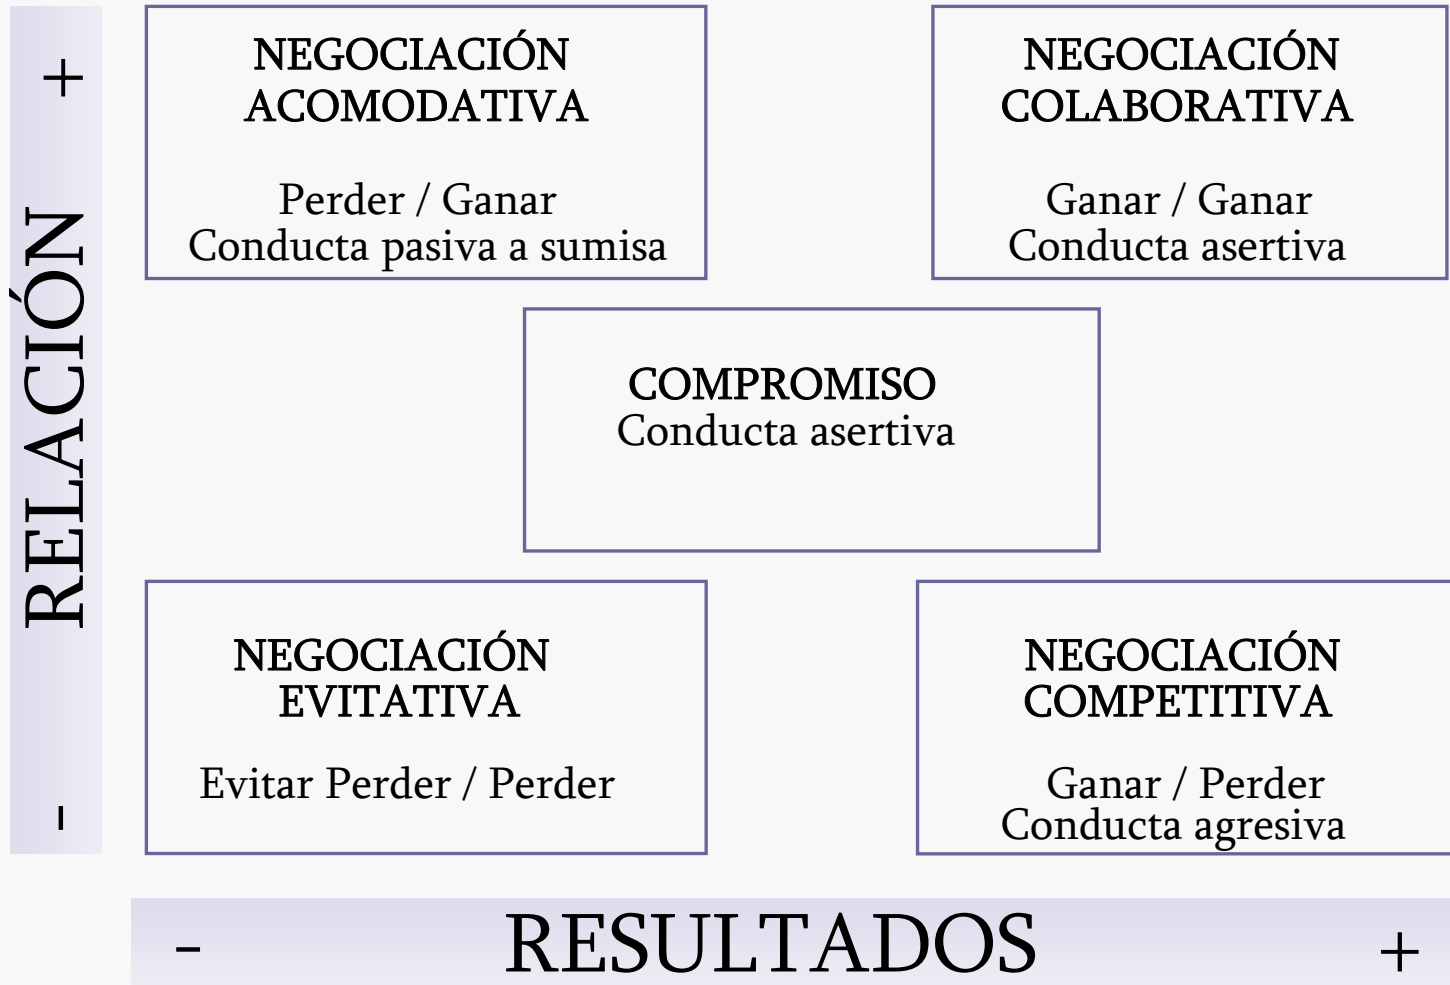 +
RELACIÓN
-
NEGOCIACIÓN
ACOMODATIVA
Perder / Ganar
Conducta pasiva a sumisa
NEGOCIACIÓN
COLABORATIVA
Ganar / Ganar
Conducta asertiva
COMPROMISO
Conducta asertiva
NEGOCIACIÓN
EVITATIVA
Evitar Perder / Perder
NEGOCIACIÓN
COMPETITIVA
Ganar / Perder
Conducta agresiva
- RESULTADOS +